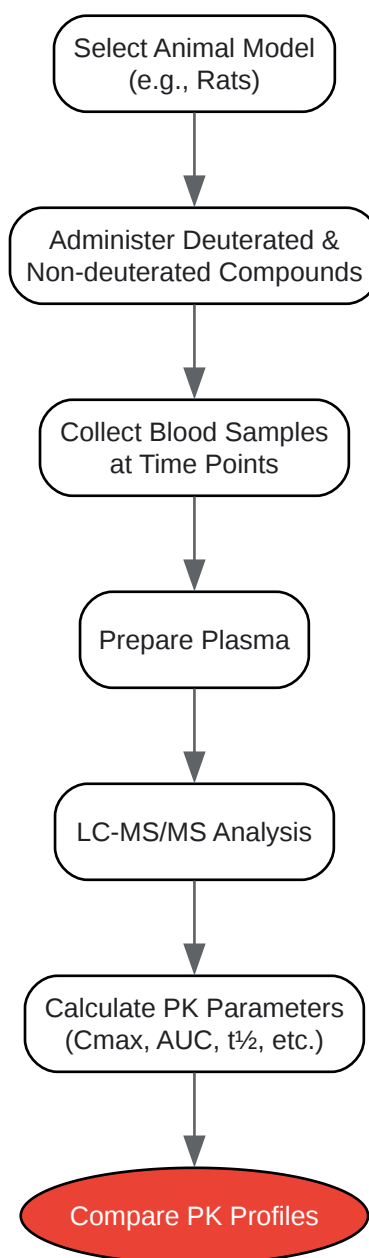 Select Animal Model
(e.g., Rats)
Administer Deuterated &
Non-deuterated Compounds
Collect Blood Samples
at Time Points
Prepare Plasma
LC-MS/MS Analysis
Calculate PK Parameters
(Cmax, AUC, t½, etc.)
Compare PK Profiles